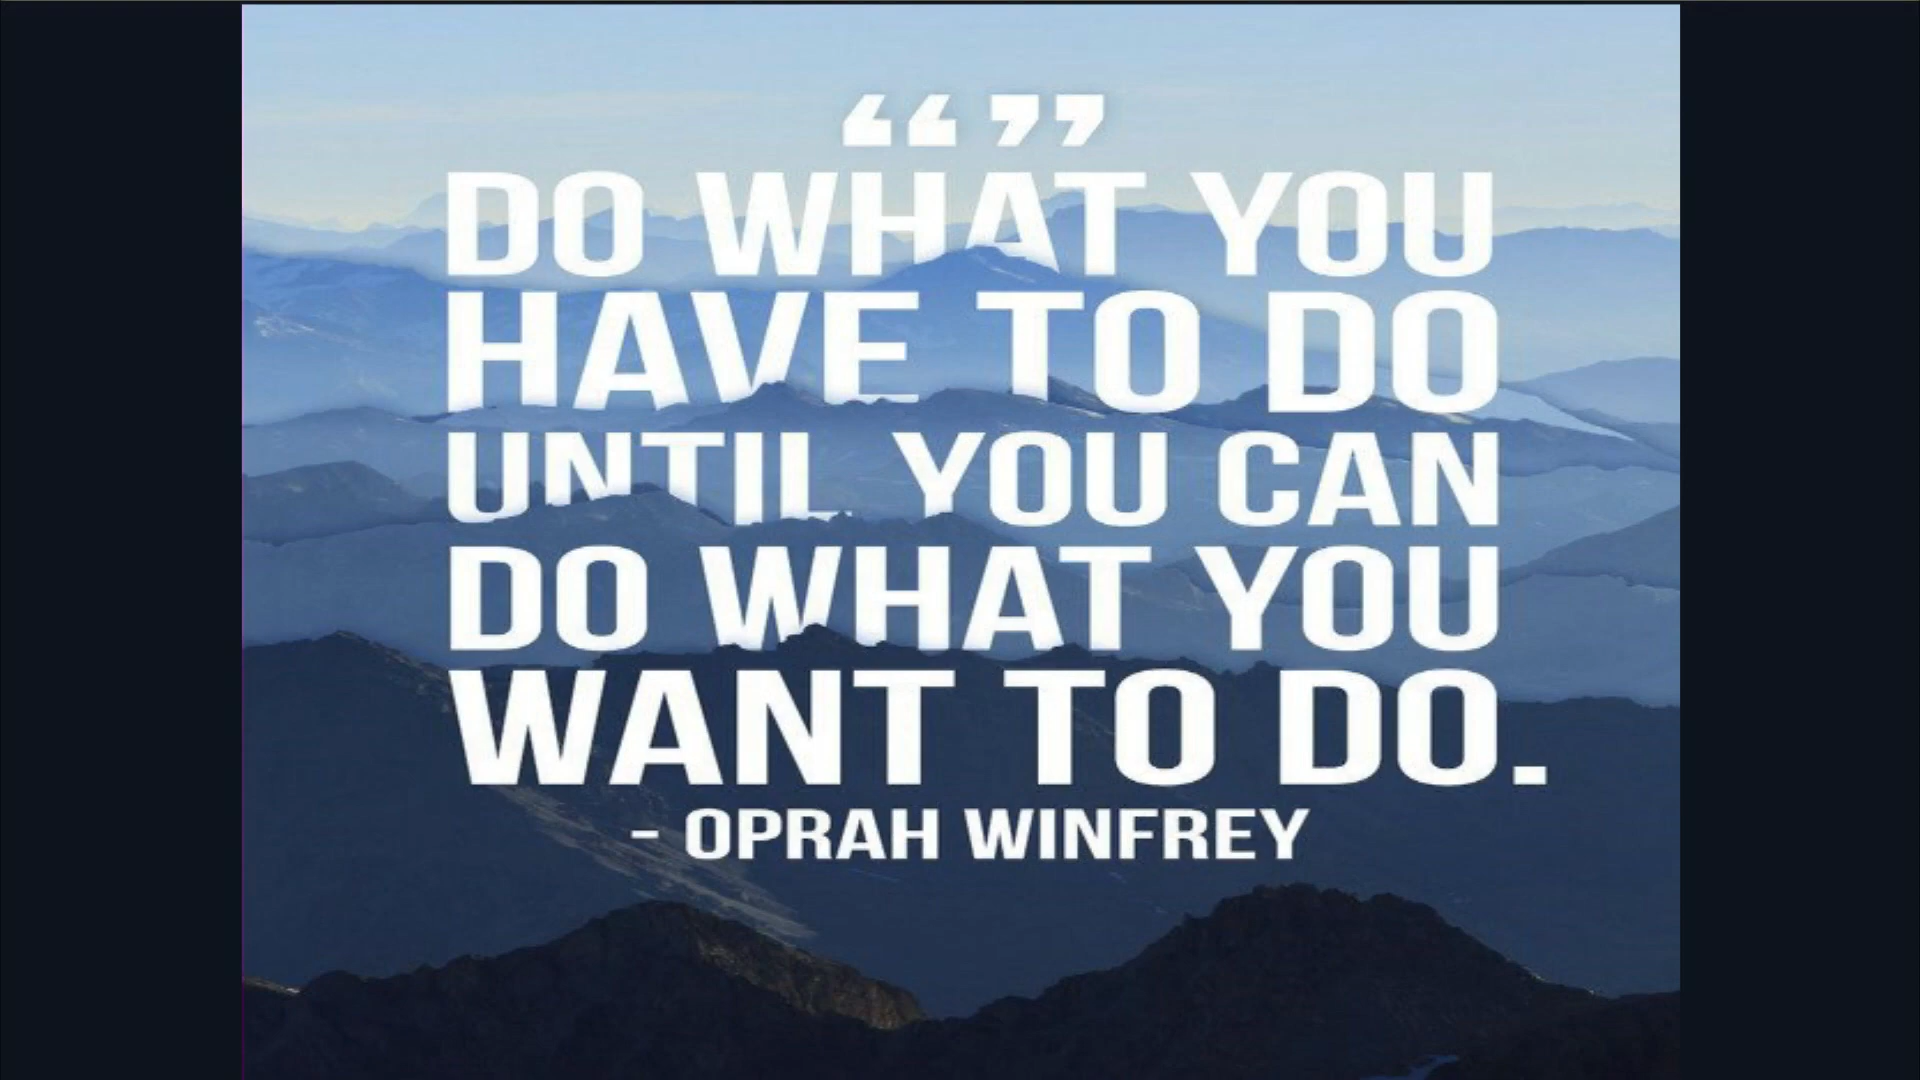 “ ”
DO WHAT YOU
HAVE TO DO
UNTIL YOU CAN
DO WHAT YOU
WANT TO DO.
- OPRAH WINFREY